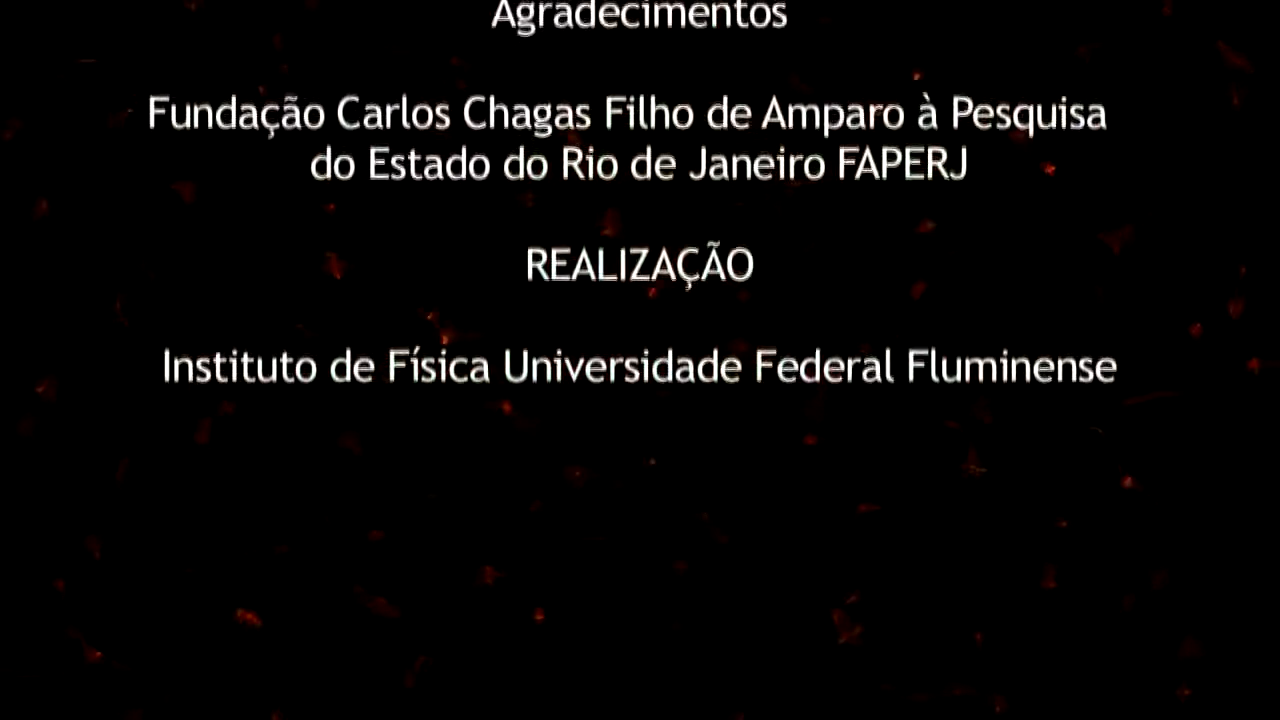 Agradecimentos
Fundação Carlos Chagas Filho de Amparo à Pesquisa
do Estado do Rio de Janeiro FAPERJ
REALIZAÇÃO
Instituto de Física Universidade Federal Fluminense